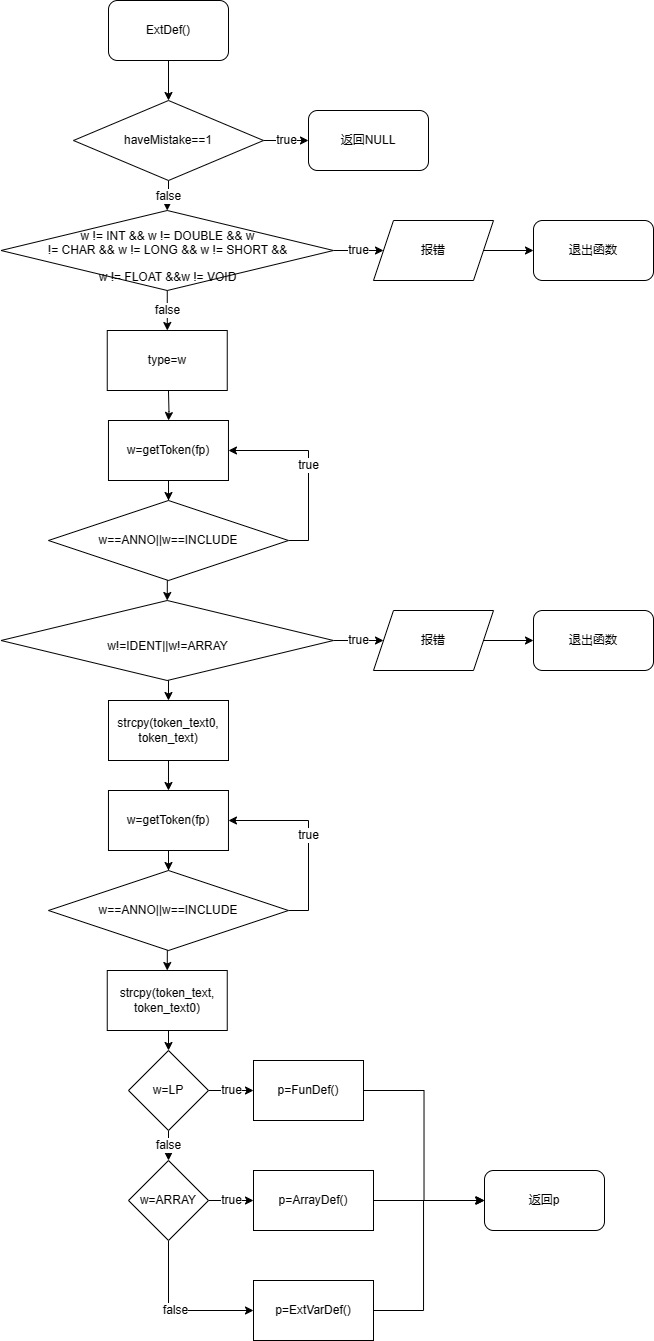 ExtDef()
haveMistake==1
true
返回NULL
false
w != INT && w != DOUBLE && w
!= CHAR && w != LONG && w != SHORT &&
w != FLOAT &&w != VOID
true
报错
退出函数
false
type=w
w=getToken(fp)
true
w==ANNO||w==INCLUDE
w!=IDENT||w!=ARRAY
true
报错
退出函数
strcpy(token_text0,
token_text)
w=getToken(fp)
true
w==ANNO||w==INCLUDE
strcpy(token_text,
token_text0)
w=LP
true
p=FunDef()
false
w=ARRAY
true
p=ArrayDef()
返回p
false
p=ExtVarDef()